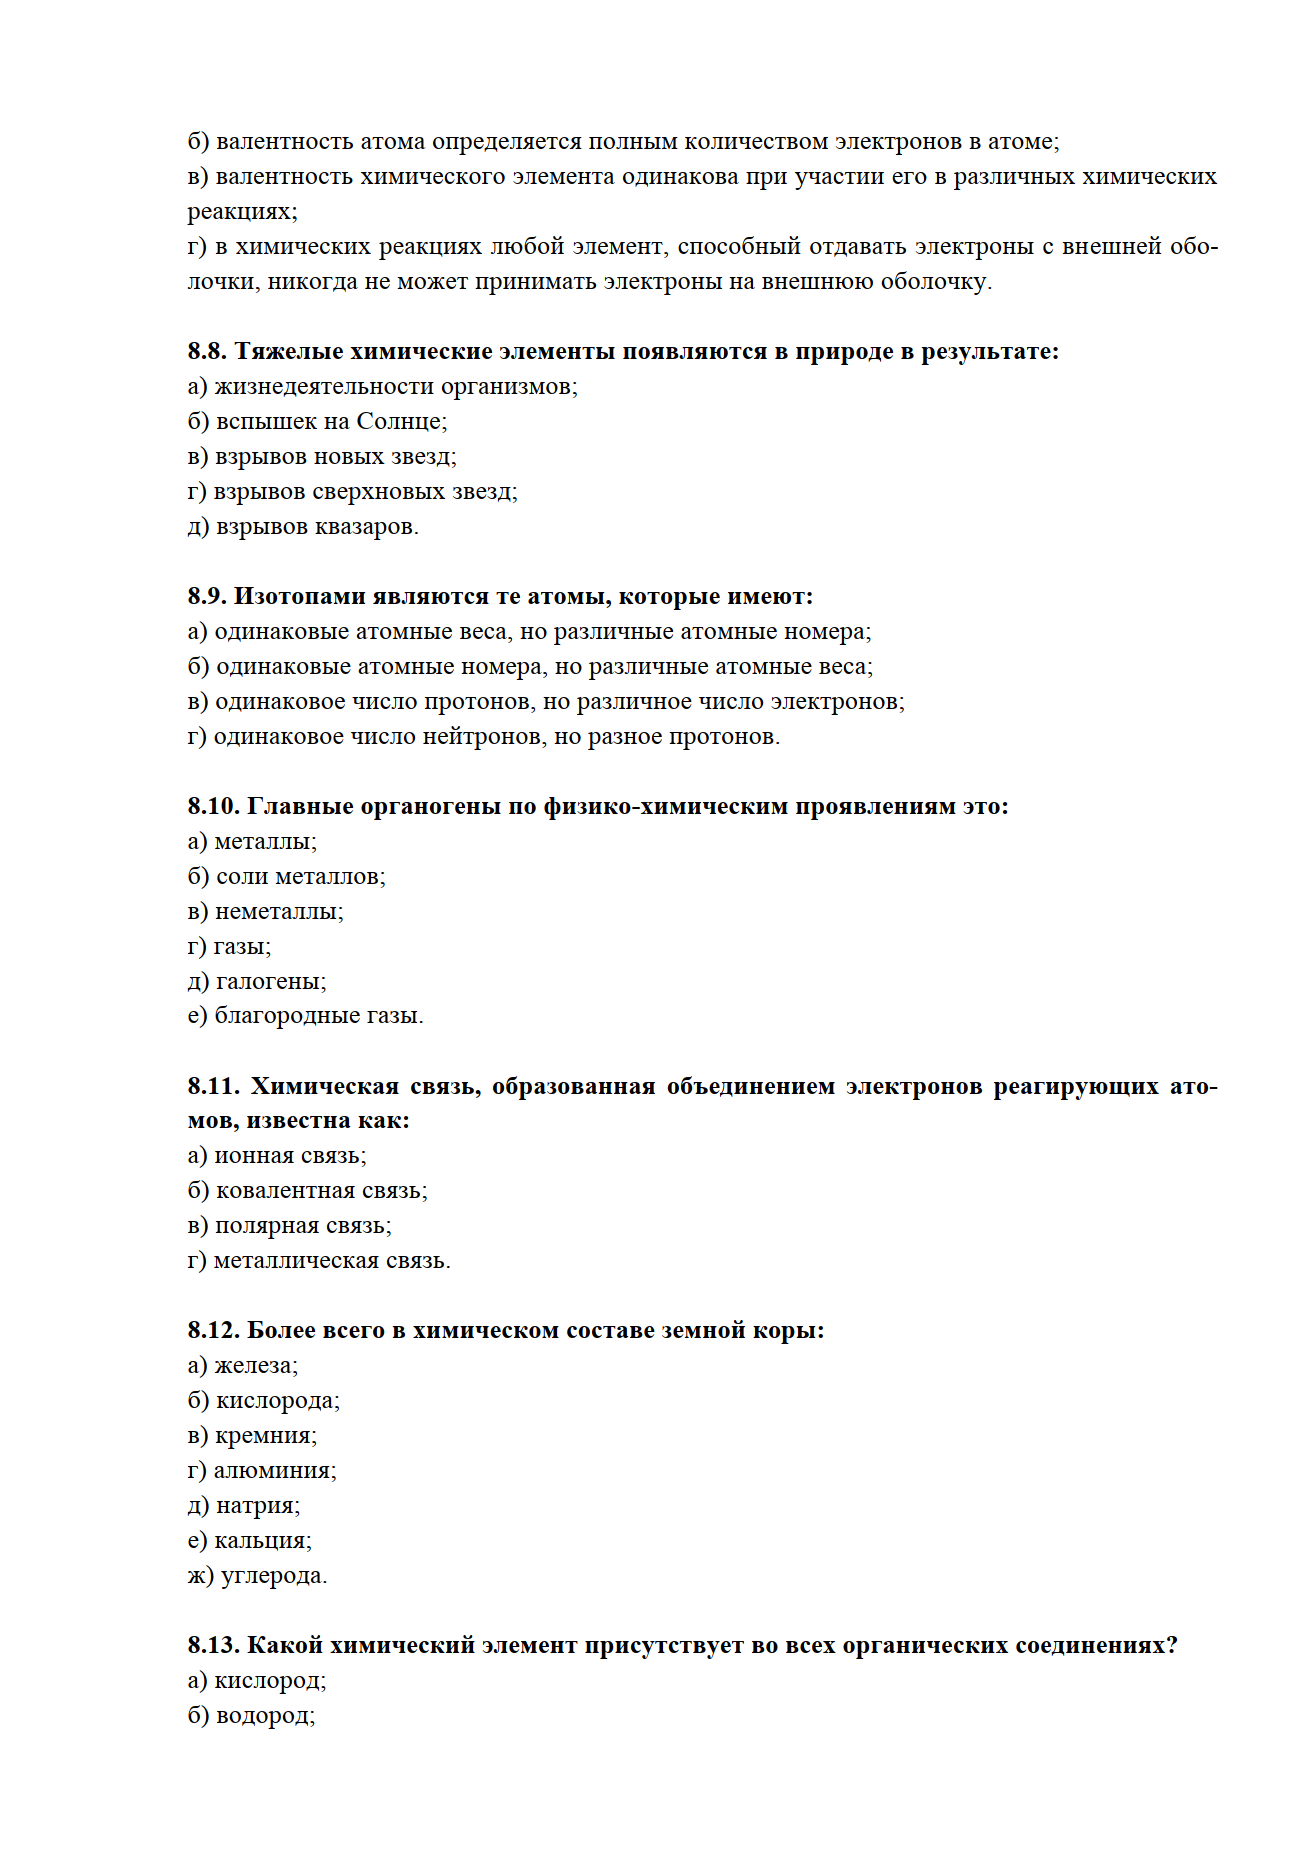 б) валентность атома определяется полным количеством электронов в атоме;
в) валентность химического элемента одинакова при участии его в различных химических
реакциях;
г) в химических реакциях любой элемент, способный отдавать электроны с внешней обо-
лочки, никогда не может принимать электроны на внешнюю оболочку.
8.8. Тяжелые химические элементы появляются в природе в результате:
а) жизнедеятельности организмов;
б) вспышек на Солнце;
в) взрывов новых звезд;
г) взрывов сверхновых звезд;
д) взрывов квазаров.
8.9. Изотопами являются те атомы, которые имеют:
а) одинаковые атомные веса, но различные атомные номера;
б) одинаковые атомные номера, но различные атомные веса;
в) одинаковое число протонов, но различное число электронов;
г) одинаковое число нейтронов, но разное протонов.
8.10. Главные органогены по физико-химическим проявлениям это:
а) металлы;
б) соли металлов;
в) неметаллы;
г) газы;
д) галогены;
е) благородные газы.
8.11. Химическая связь, образованная объединением электронов реагирующих ато-
мов, известна как:
а) ионная связь;
б) ковалентная связь;
в) полярная связь;
г) металлическая связь.
8.12. Более всего в химическом составе земной коры:
а) железа;
б) кислорода;
в) кремния;
г) алюминия;
д) натрия;
е) кальция;
ж) углерода.
8.13. Какой химический элемент присутствует во всех органических соединениях?
а) кислород;
б) водород;